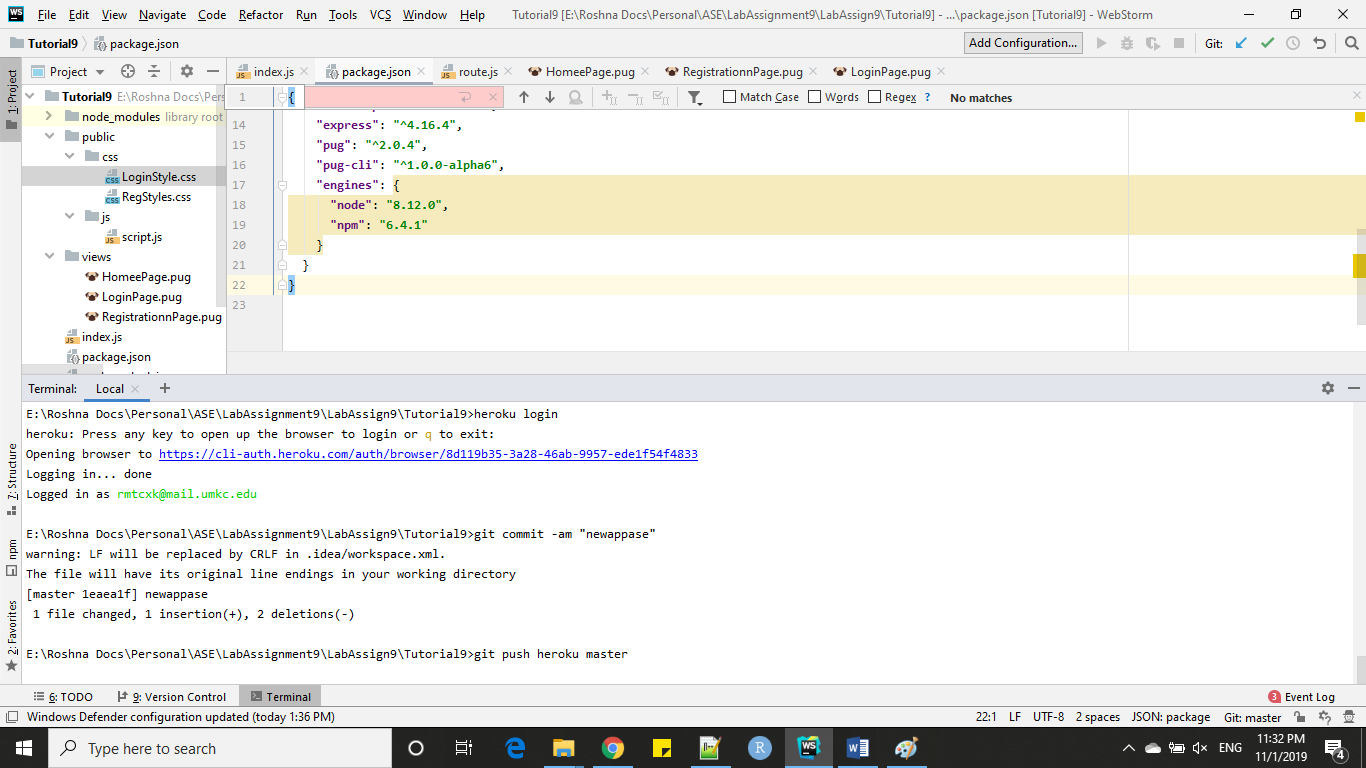 File Edit View Navigate Code Refactor Run Tools VCS Window Help Tutorial9 [E:\Roshna Docs\Personal\ASE\LabAssignment9\LabAssign9\Tutorial9] - ...\package.json [Tutorial9] - WebStorm
Tutorial9 package.json Add Configuration... Git:
Project index.js package.json route.js HomeePage.pug RegistrationnPage.pug LoginPage.pug
1: Project
Tutorial9 E:\Roshna Docs\Pers
1 {
Match Case Words Regex ? No matches
node_modules library root
public
css
LoginStyle.css
RegStyles.css
js
script.js
views
HomeePage.pug
LoginPage.pug
RegistrationnPage.pug
index.js
package.json
14 "express": "^4.16.4",
15 "pug": "^2.0.4",
16 "pug-cli": "^1.0.0-alpha6",
17 "engines": {
18 "node": "8.12.0",
19 "npm": "6.4.1"
20 }
21 }
22 }
23
Terminal: Local +
E:\Roshna Docs\Personal\ASE\LabAssignment9\LabAssign9\Tutorial9>heroku login
heroku: Press any key to open up the browser to login or q to exit:
Opening browser to https://cli-auth.heroku.com/auth/browser/8d119b35-3a28-46ab-9957-ede1f54f4833
Logging in... done
Logged in as rmtcxk@mail.umkc.edu
E:\Roshna Docs\Personal\ASE\LabAssignment9\LabAssign9\Tutorial9>git commit -am "newappase"
warning: LF will be replaced by CRLF in .idea/workspace.xml.
The file will have its original line endings in your working directory
[master 1eaea1f] newappase
1 file changed, 1 insertion(+), 2 deletions(-)
E:\Roshna Docs\Personal\ASE\LabAssignment9\LabAssign9\Tutorial9>git push heroku master
7: Structure
npm
2: Favorites
6: TODO 9: Version Control Terminal 3 Event Log
Windows Defender configuration updated (today 1:36 PM) 22:1 LF UTF-8 2 spaces JSON: package Git: master
Type here to search
ENG
11:32 PM
11/1/2019
4